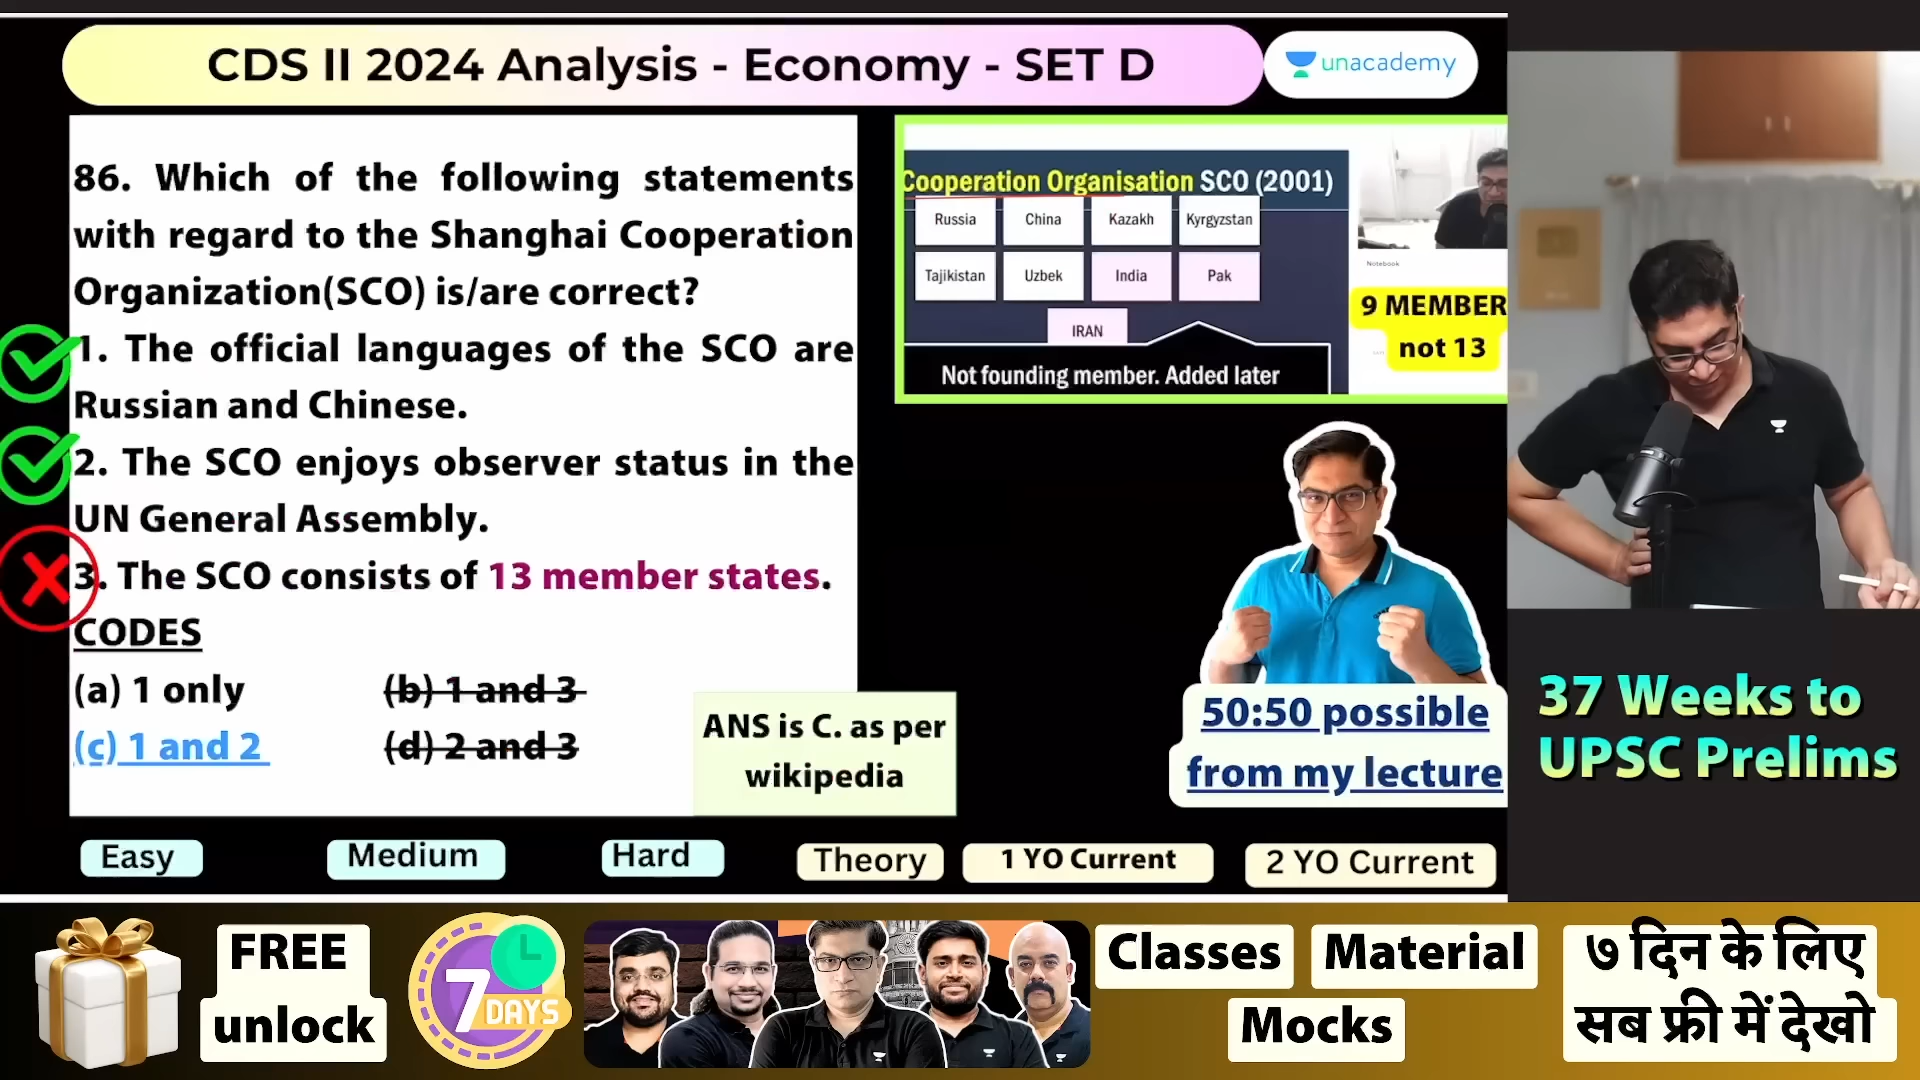 CDS II 2024 Analysis - Economy - SET D
unacademy
86. Which of the following statements
with regard to the Shanghai Cooperation
Organization(SCO) is/are correct?
1. The official languages of the SCO are
Russian and Chinese.
2. The SCO enjoys observer status in the
UN General Assembly.
3. The SCO consists of 13 member states.
CODES
(a) 1 only
(b) 1 and 3
(c) 1 and 2
(d) 2 and 3
ANS is C. as per
wikipedia
Cooperation Organisation SCO (2001)
Russia
China
Kazakh
Kyrgyzstan
Tajikistan
Uzbek
India
Pak
IRAN
Not founding member. Added later
Notebook
9 MEMBER
not 13
50:50 possible
from my lecture
37 Weeks to
UPSC Prelims
Easy
Medium
Hard
Theory
1 YO Current
2 YO Current
FREE
unlock
7 DAYS
Classes
Material
Mocks
७ दिन के लिए
सब फ्री में देखो